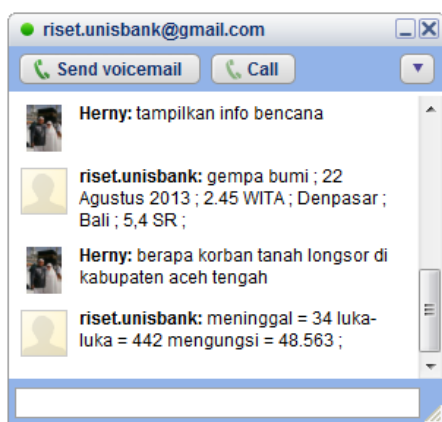 riset.unisbank@gmail.com
Send voicemail
Call
Herny: tampilkan info bencana
riset.unisbank: gempa bumi ; 22
Agustus 2013 ; 2.45 WITA ; Denpasar ;
Bali ; 5,4 SR ;
Herny: berapa korban tanah longsor di
kabupaten aceh tengah
riset.unisbank: meninggal = 34 luka-
luka = 442 mengungsi = 48.563 ;